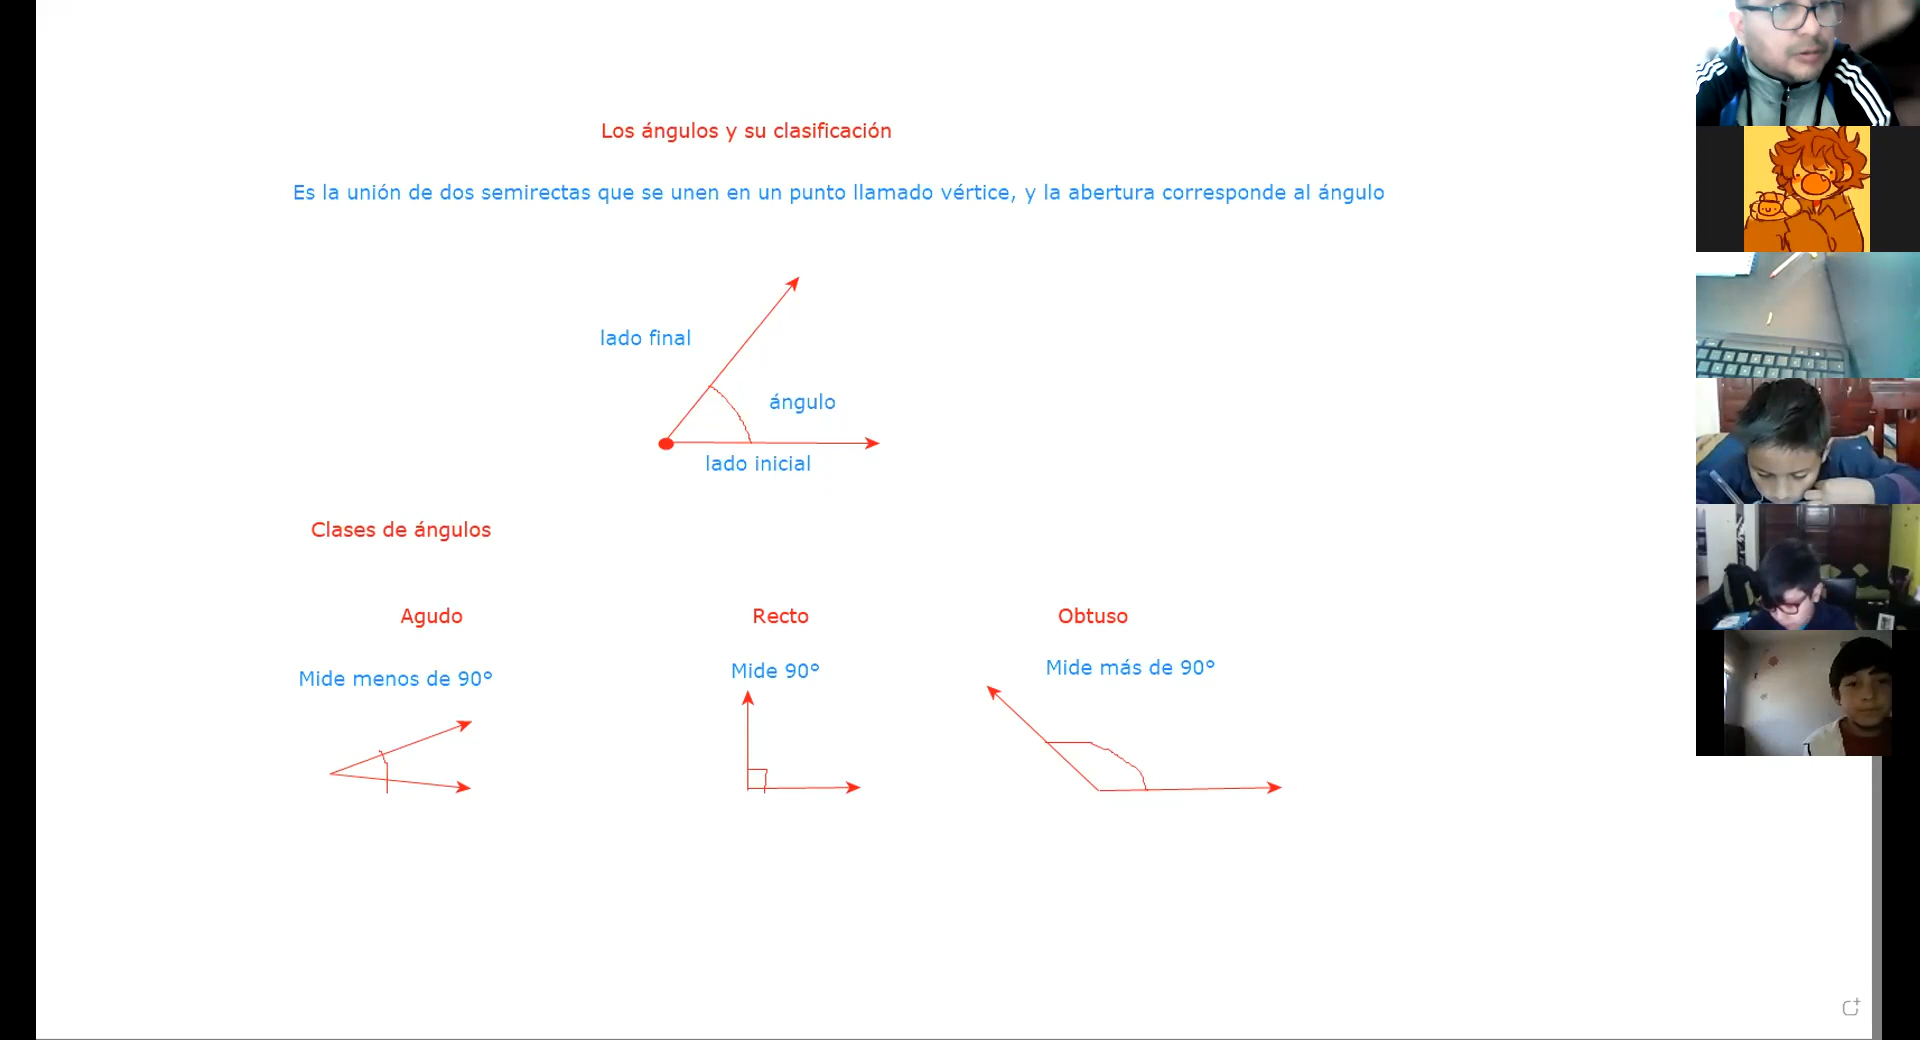 Los ángulos y su clasificación
Es la unión de dos semirectas que se unen en un punto llamado vértice, y la abertura corresponde al ángulo
lado final
ángulo
lado inicial
Clases de ángulos
Agudo
Recto
Obtuso
Mide menos de 90°
Mide 90°
Mide más de 90°